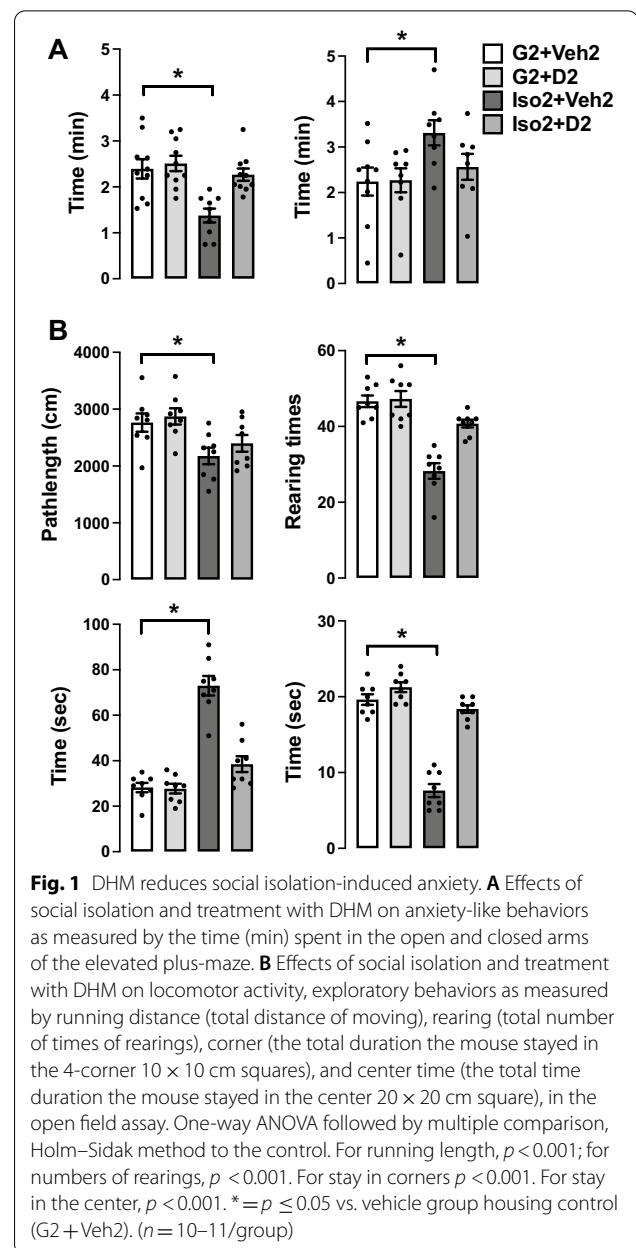 A
5
4
3
2
1
0
Time (min)
*
5
4
3
2
1
0
Time (min)
*
G2+Veh2
G2+D2
Iso2+Veh2
Iso2+D2
B
4000
3000
2000
1000
0
Pathlength (cm)
*
60
40
20
0
Rearing times
*
100
80
60
40
20
0
Time (sec)
*
30
20
10
0
Time (sec)
*
Fig. 1 DHM reduces social isolation-induced anxiety. A Effects of
social isolation and treatment with DHM on anxiety-like behaviors
as measured by the time (min) spent in the open and closed arms
of the elevated plus-maze. B Effects of social isolation and treatment
with DHM on locomotor activity, exploratory behaviors as measured
by running distance (total distance of moving), rearing (total number
of times of rearings), corner (the total duration the mouse stayed in
the 4-corner 10 × 10 cm squares), and center time (the total time
duration the mouse stayed in the center 20 × 20 cm square), in the
open field assay. One-way ANOVA followed by multiple comparison,
Holm–Sidak method to the control. For running length, p < 0.001; for
numbers of rearings, p < 0.001. For stay in corners p < 0.001. For stay
in the center, p < 0.001. * = p ≤ 0.05 vs. vehicle group housing control
(G2 + Veh2). (n = 10–11/group)